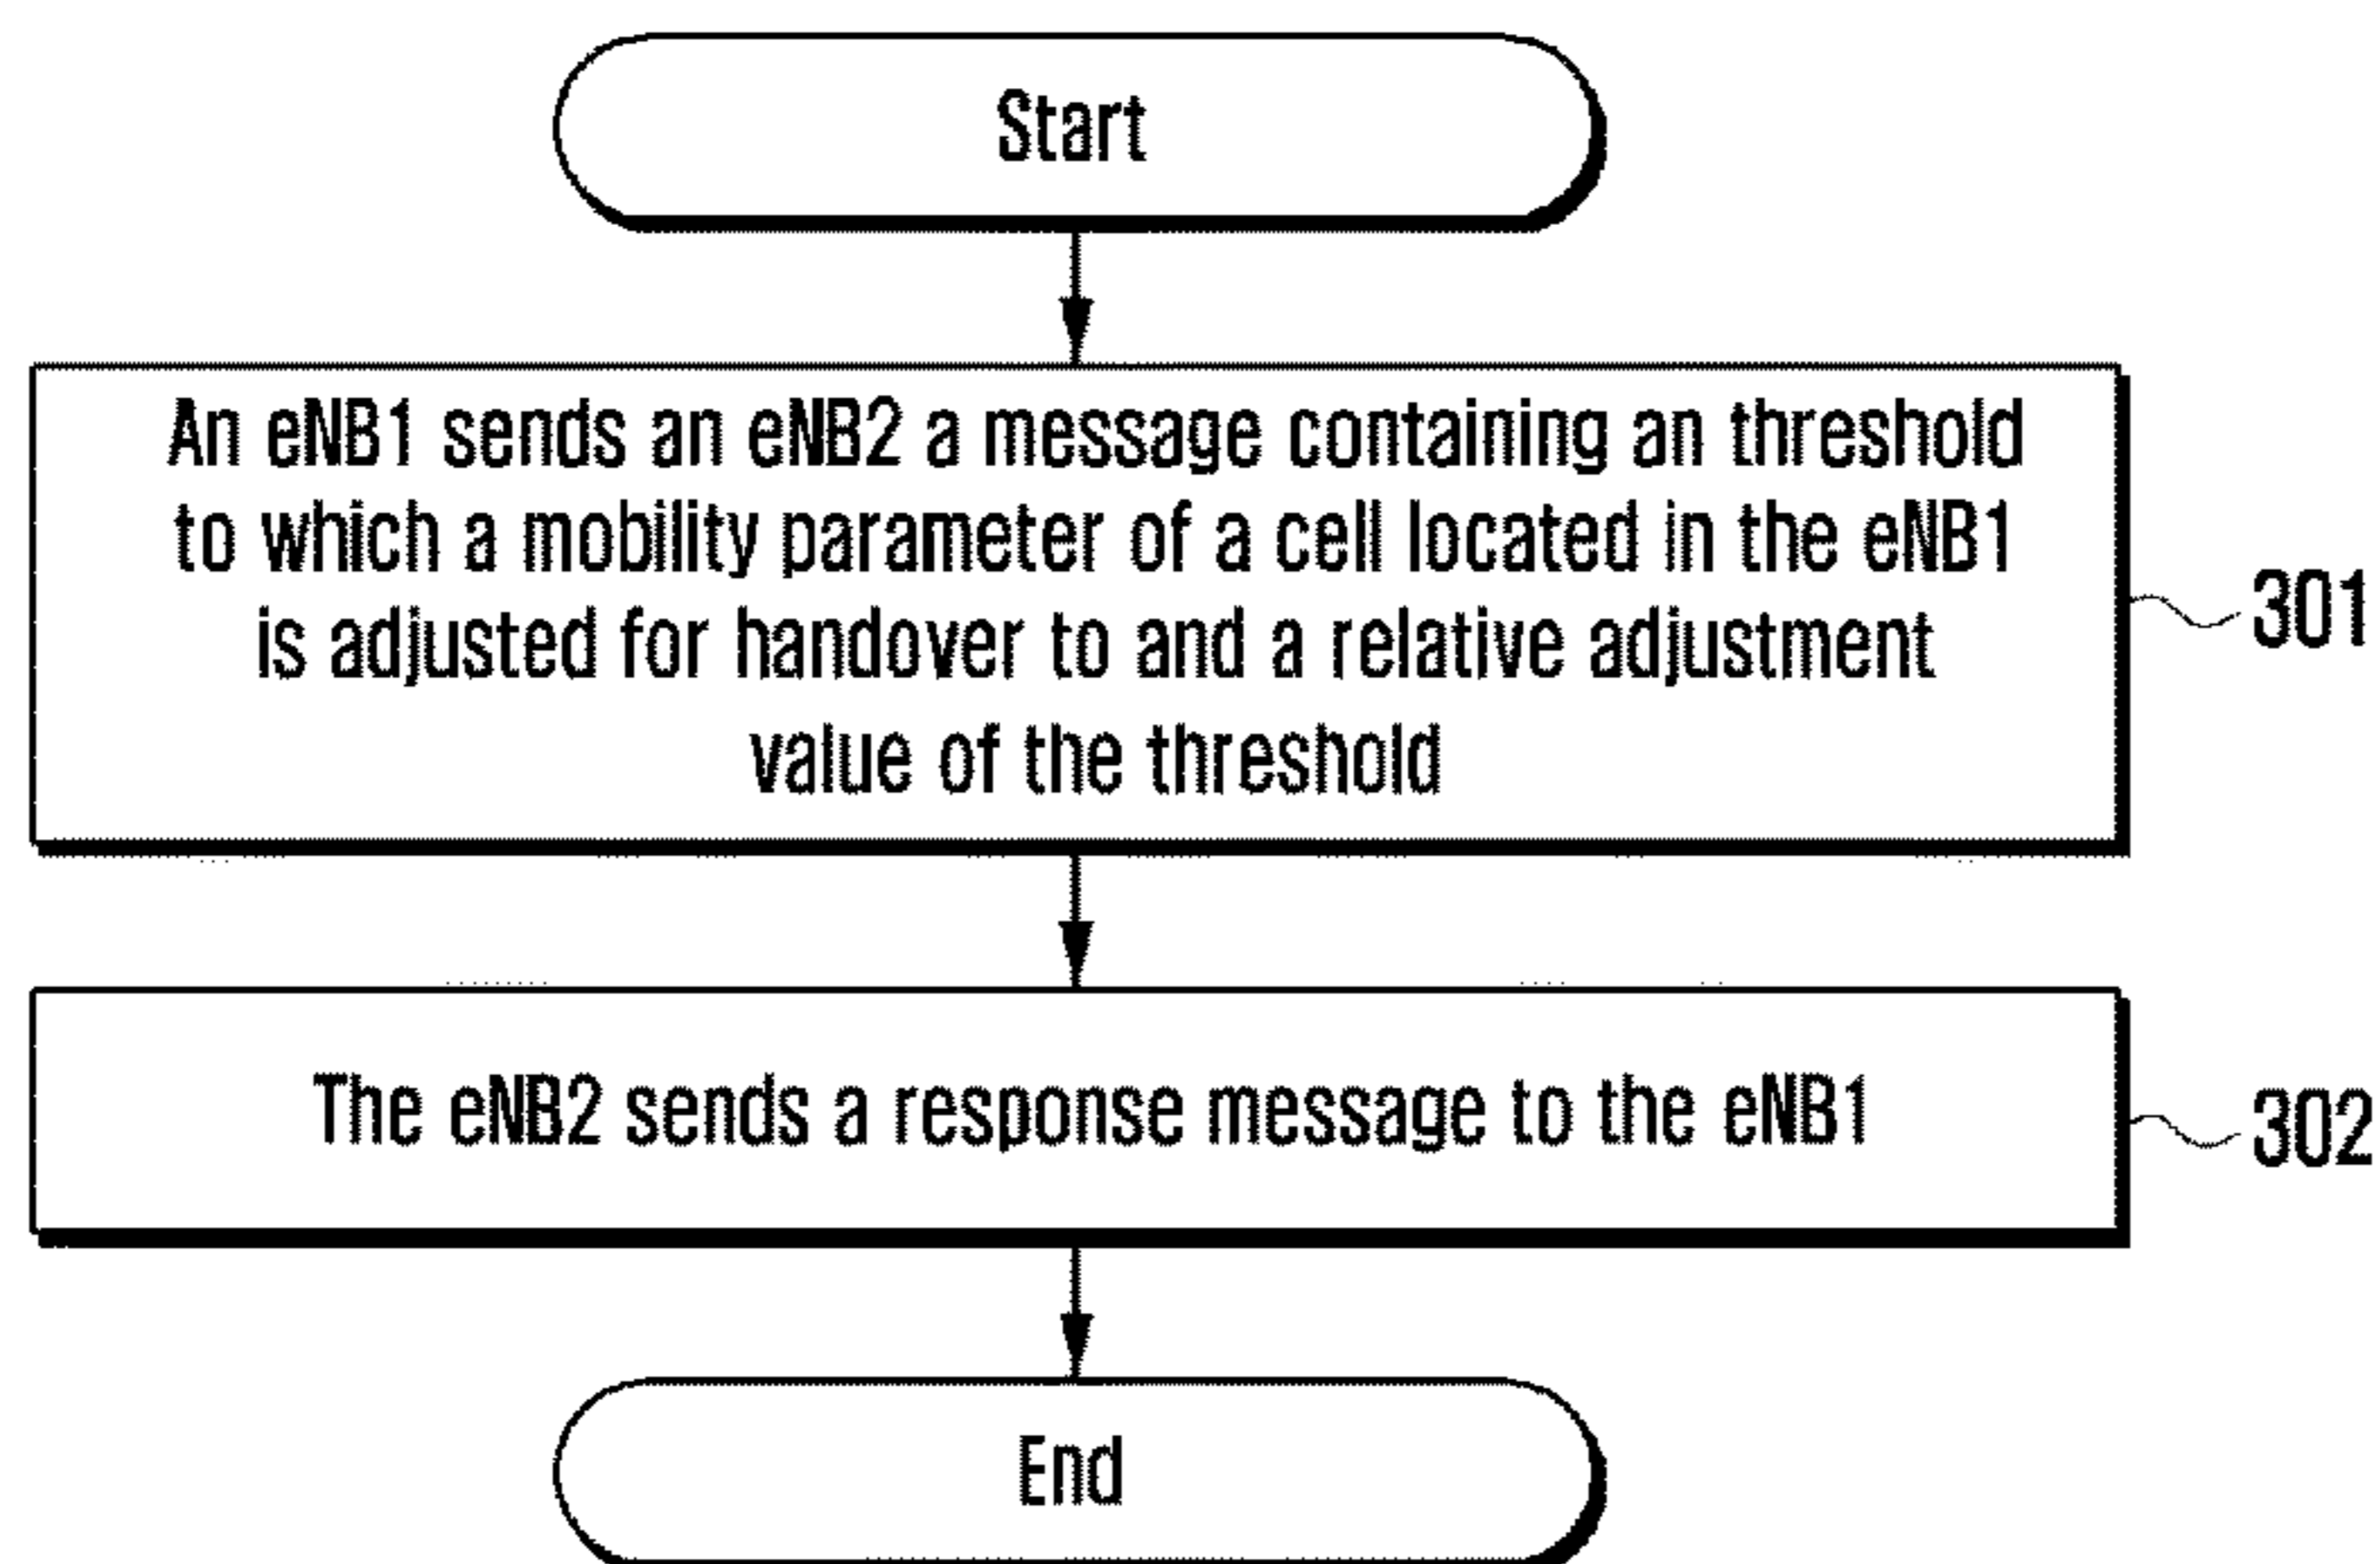 Start
An eNB1 sends an eNB2 a message containing an threshold
to which a mobility parameter of a cell located in the eNB1
is adjusted for handover to and a relative adjustment
value of the threshold
301
The eNB2 sends a response message to the eNB1
302
End